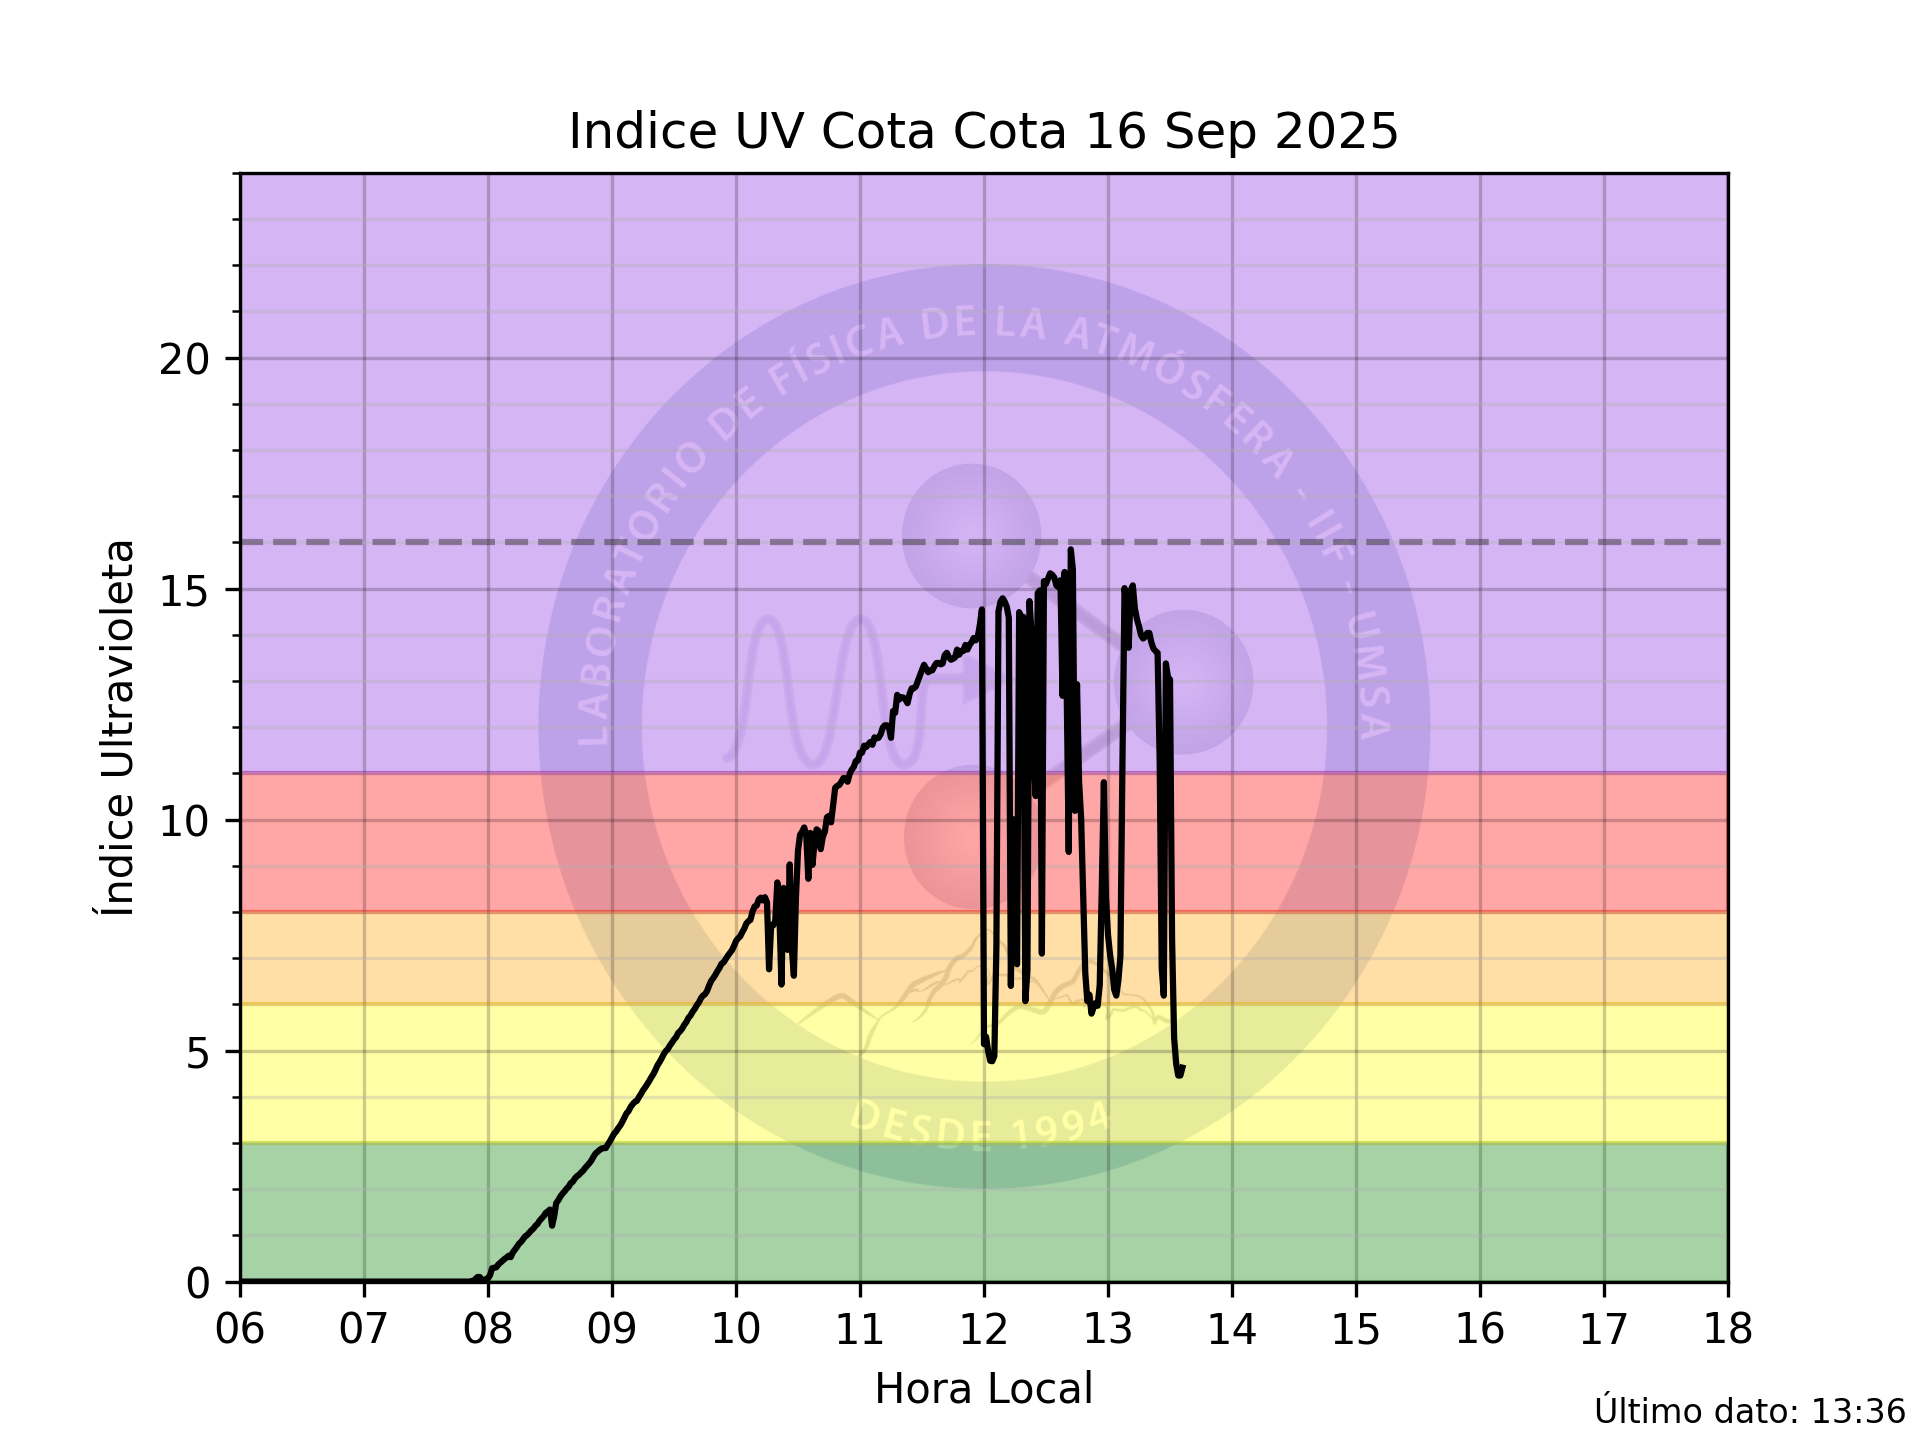 Indice UV Cota Cota 16 Sep 2025
Índice Ultravioleta
20
15
10
5
0
LABORATORIO DE FÍSICA DE LA ATMÓSFERA - IIF - UMSA
DESDE 1994
06 07 08 09 10 11 12 13 14 15 16 17 18
Hora Local
Último dato: 13:36